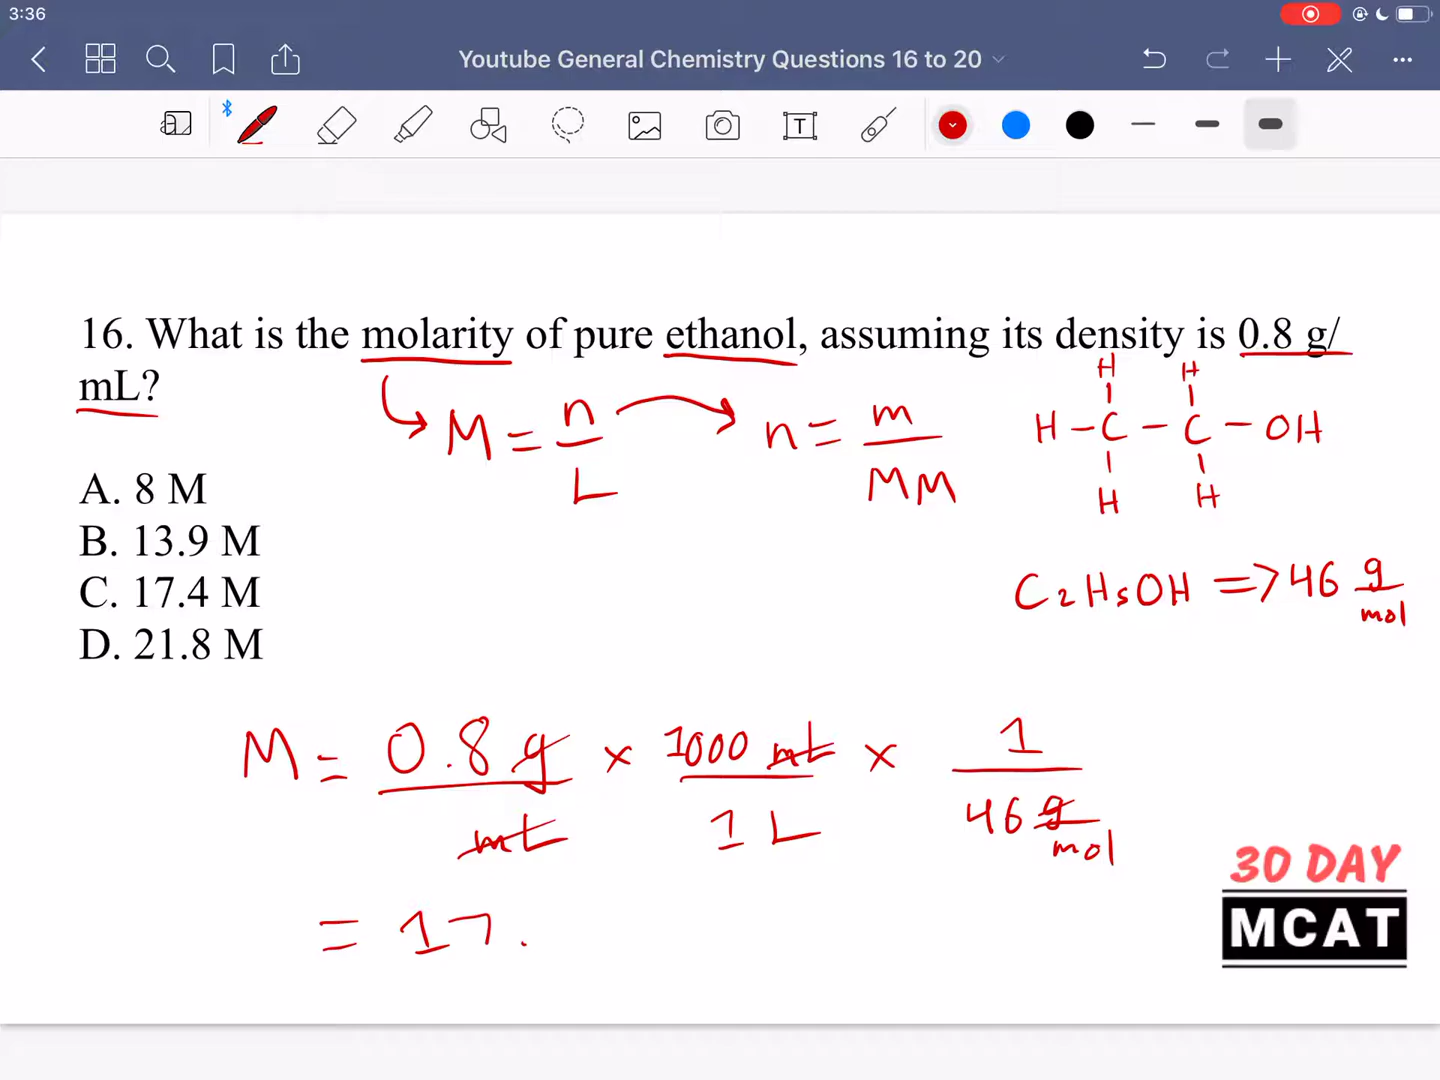 3:36
Youtube General Chemistry Questions 16 to 20
T
16. What is the molarity of pure ethanol, assuming its density is 0.8 g/
mL?
M = n/L
n = m/MM
H H
H - C - C - OH
H H
A. 8 M
B. 13.9 M
C. 17.4 M
D. 21.8 M
C2H5OH => 46 g/mol
M = 0.8 g/mL × 1000 mL/1 L × 1/46 g/mol
= 17.
30 DAY
MCAT